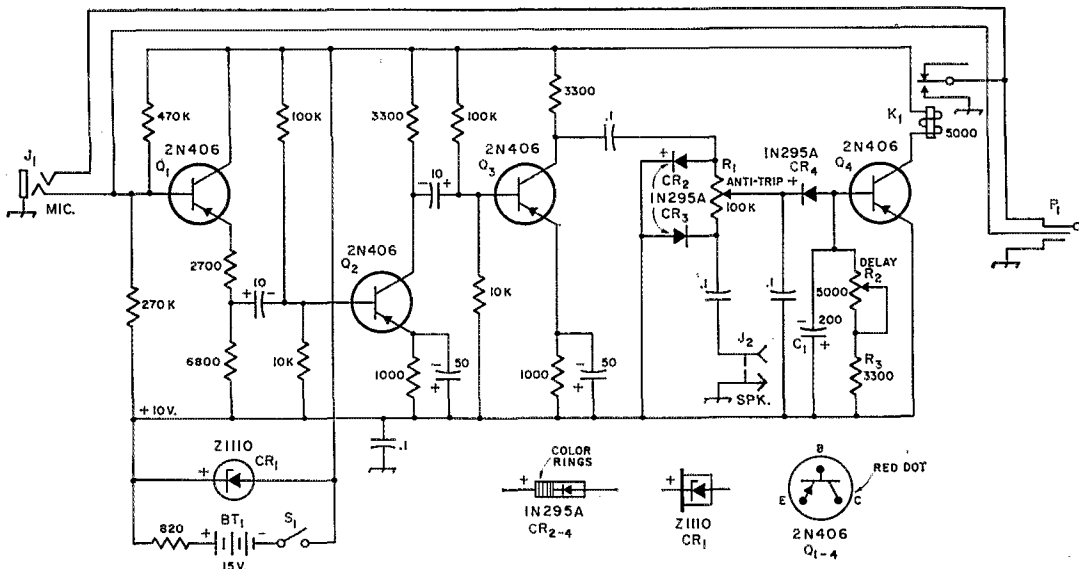 J1
MIC.
470K
2N406
Q1
270K
2700
6800
10
+ -
100K
10K
3300
2N406
Q2
1000
50
- +
10
- +
100K
10K
2N406
Q3
3300
1000
50
- +
.1
+
CR2
1N295A
CR3
R1
ANTI-TRIP
100K
.1
J2
SPK.
.1
+
1N295A
CR4
2N406
Q4
K1
5000
DELAY
R2
5000
200
C1
- +
R3
3300
P1
+10V.
.1
Z1110
+
CR1
820
+ BT1 -
15V
S1
COLOR
RINGS
+
1N295A
CR2-4
+
Z1110
CR1
B
RED DOT
E
C
2N406
Q1-4